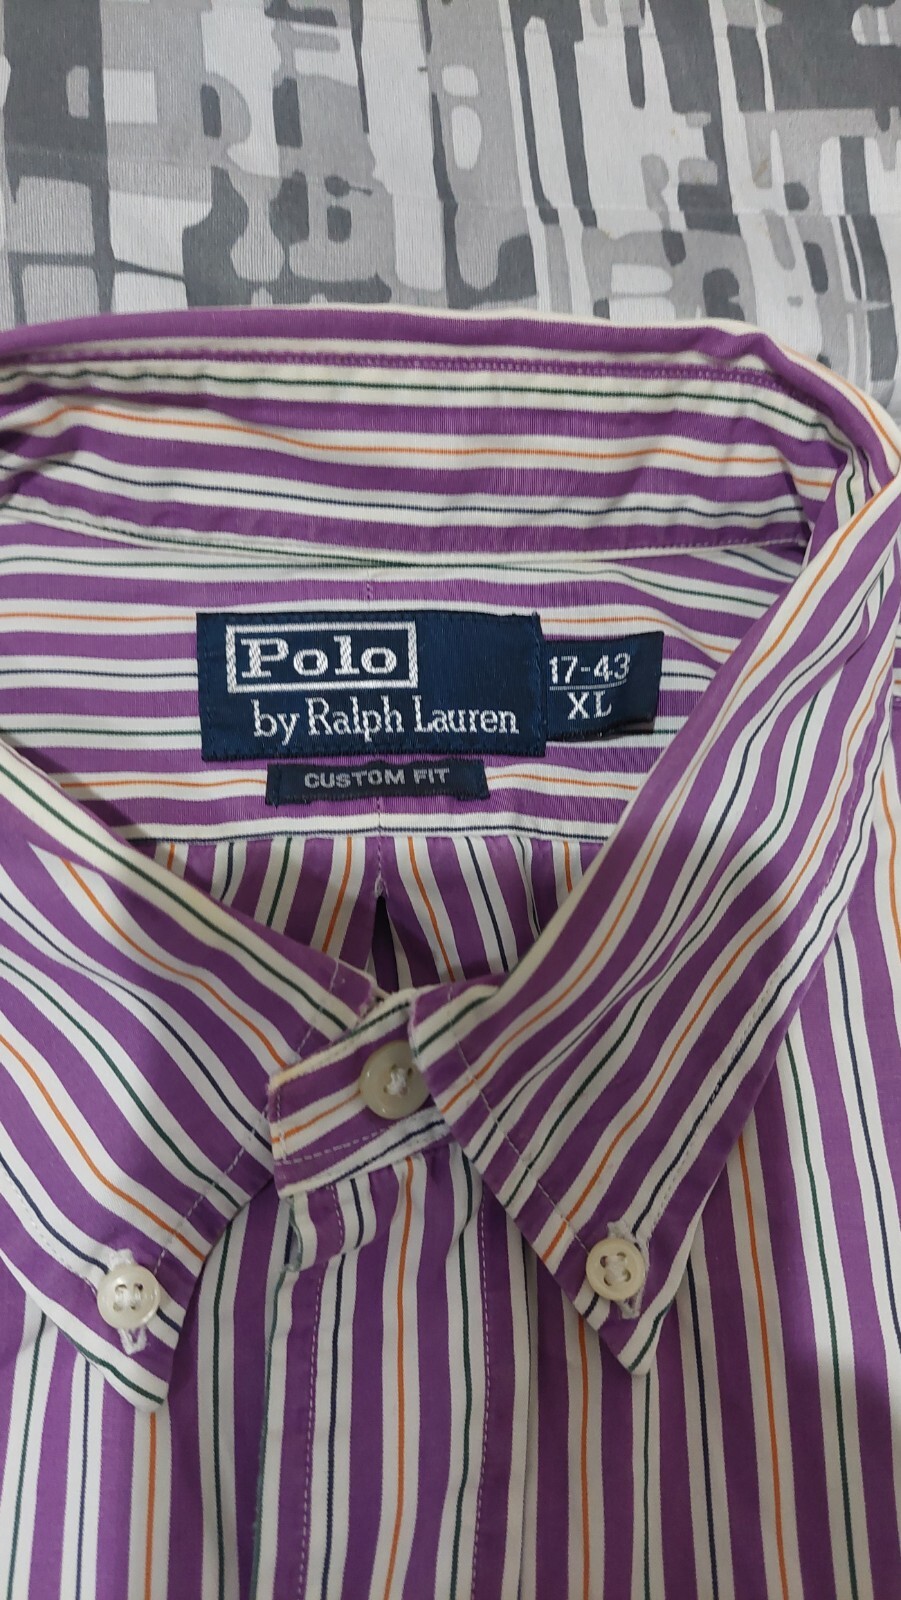 Polo
by Ralph Lauren
17-43
XL
CUSTOM FIT